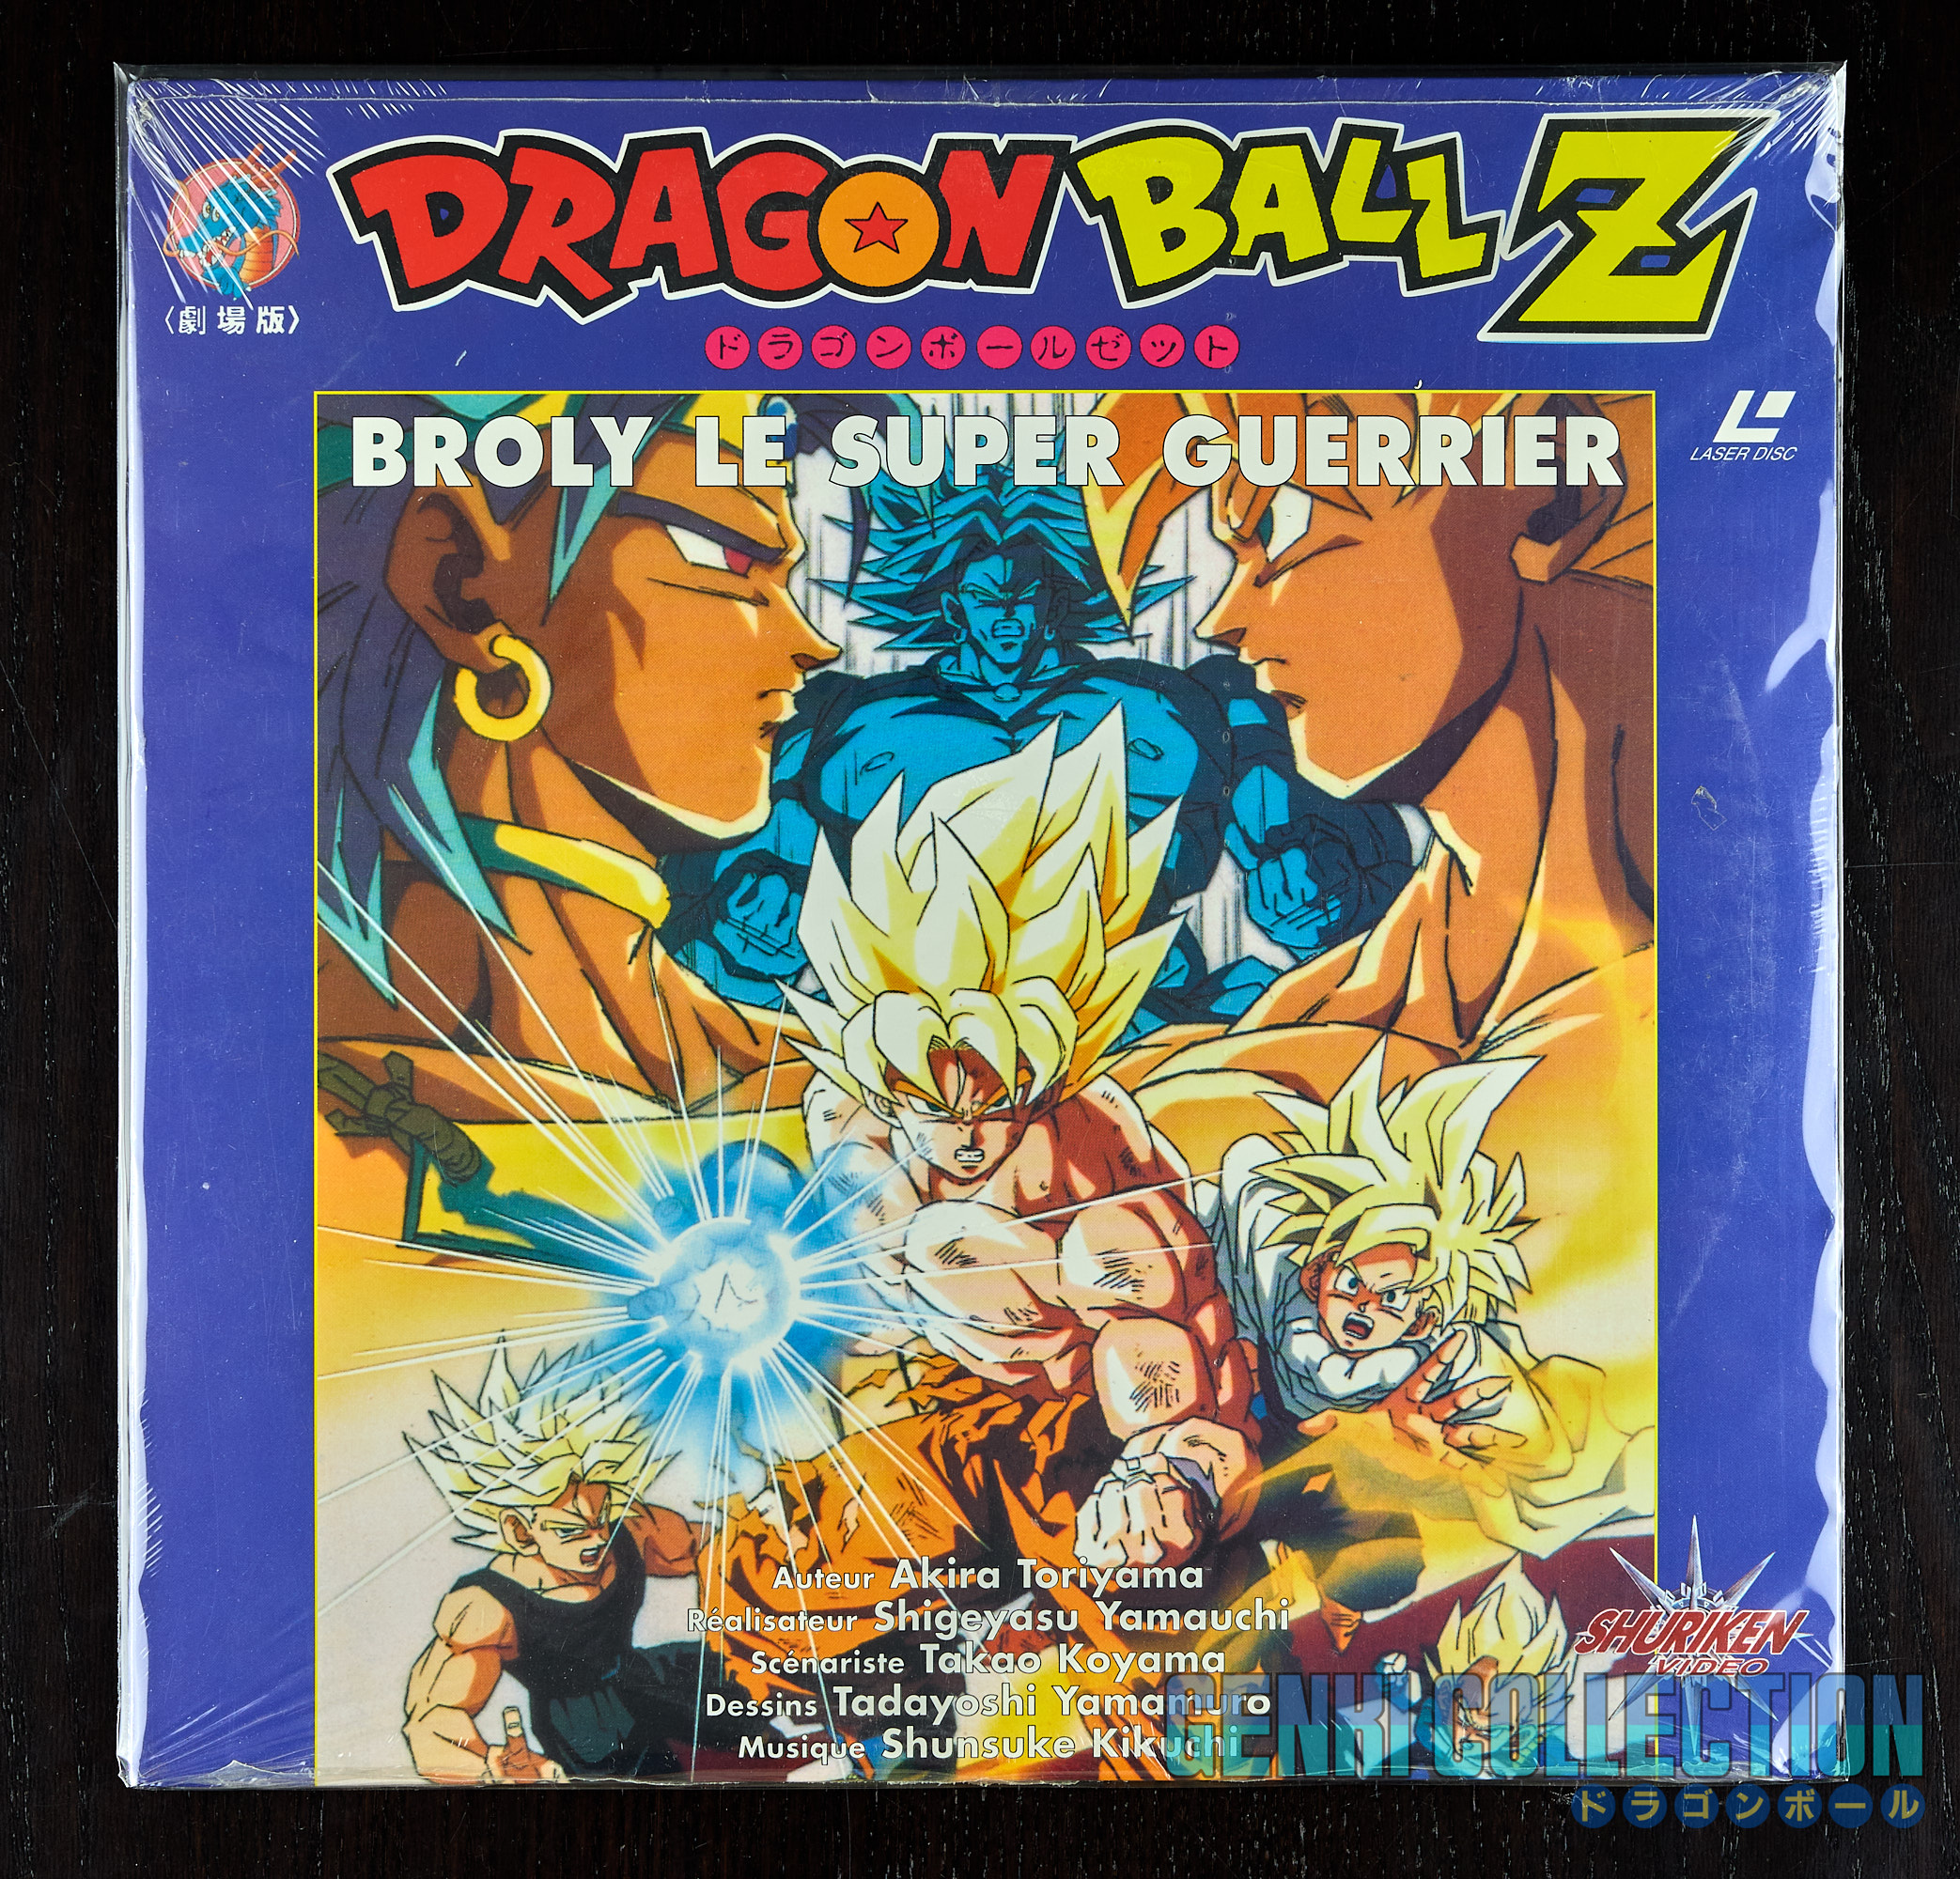 DRAGON BALL Z
〈劇場版〉
ドラゴンボールゼット
BROLY LE SUPER GUERRIER
LASER DISC
Auteur Akira Toriyama
Réalisateur Shigeyasu Yamauchi
Scénariste Takao Koyama
Dessins Tadayoshi Yamamuro
Musique Shunsuke Kikuchi
SHURIKEN
VIDEO
GENKI COLLECTION
ドラゴンボール